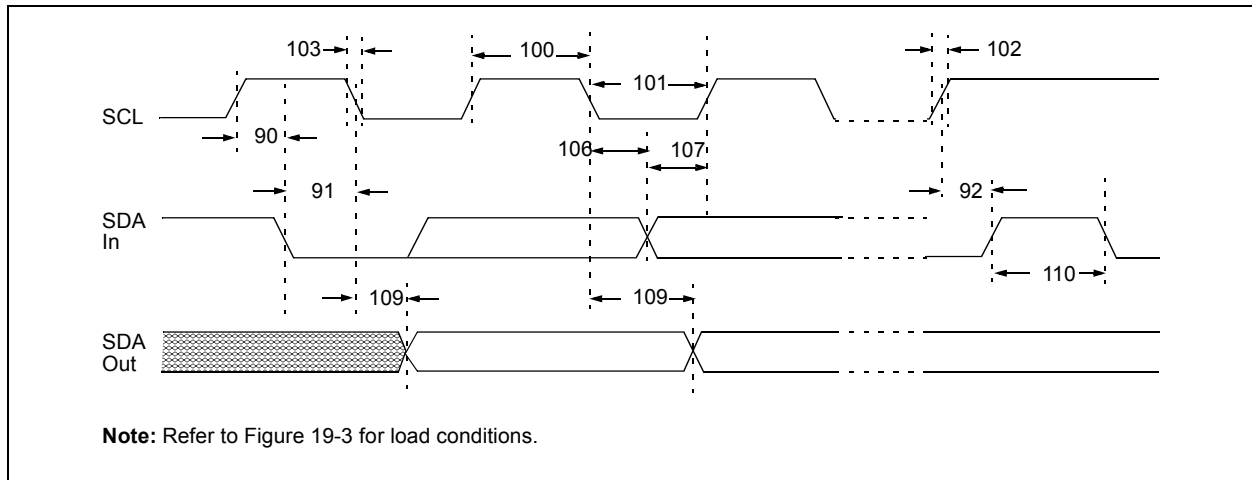 103
100
101
102
SCL
90
106
107
91
92
SDA
In
109
109
110
SDA
Out
Note: Refer to Figure 19-3 for load conditions.